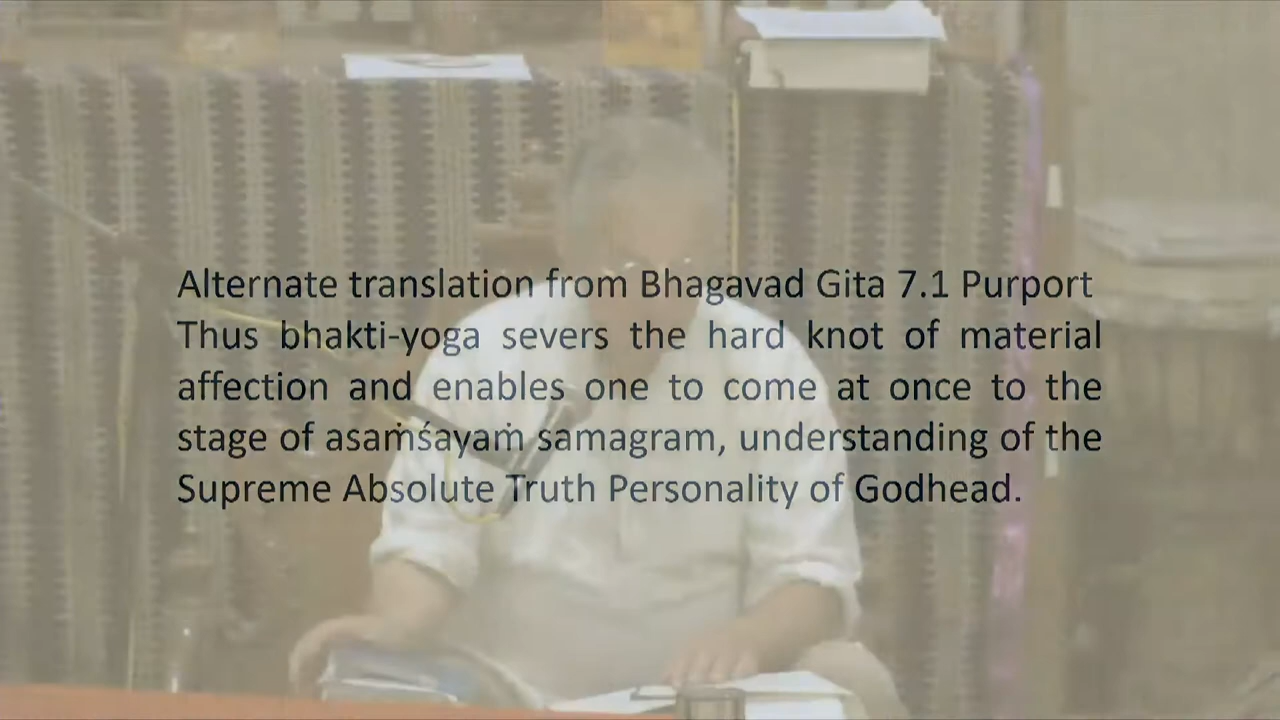 Alternate translation from Bhagavad Gita 7.1 Purport
Thus bhakti-yoga severs the hard knot of material
affection and enables one to come at once to the
stage of asaṁśayaṁ samagram, understanding of the
Supreme Absolute Truth Personality of Godhead.